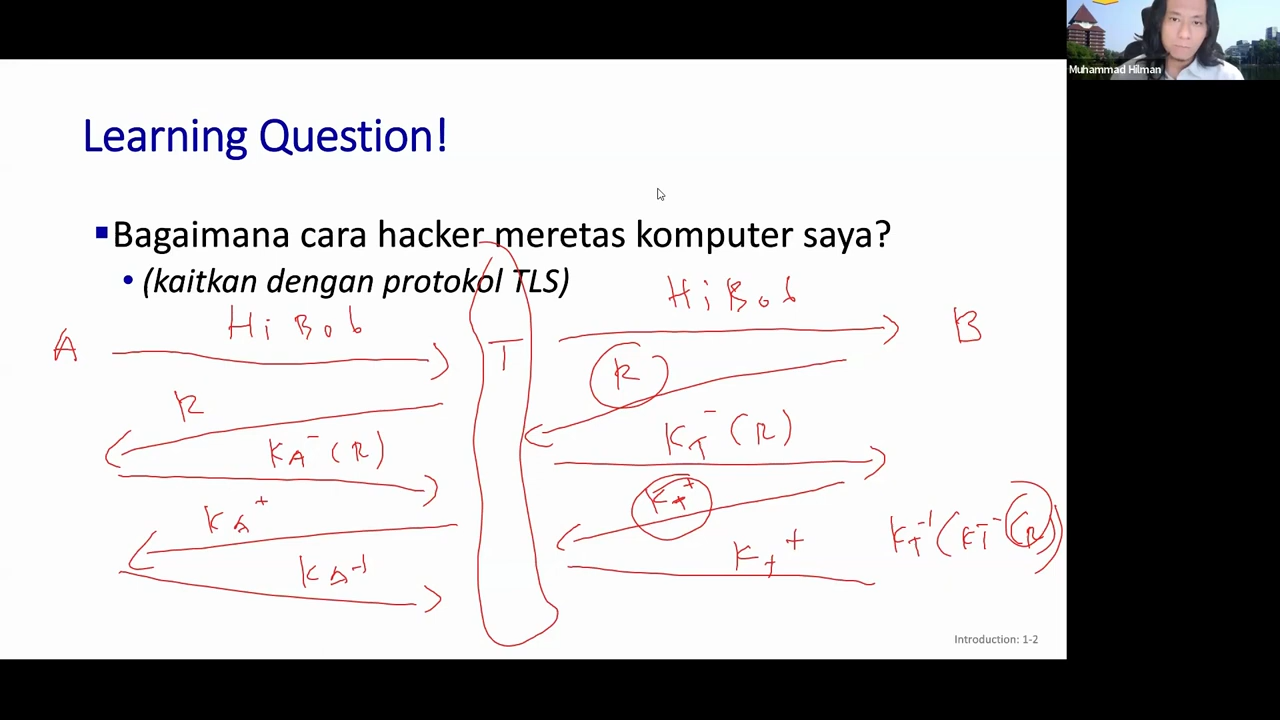 Muhammad Hilman
Learning Question!
Bagaimana cara hacker meretas komputer saya?
(kaitkan dengan protokol TLS)
Hi Bob
Hi Bob
A
T
B
R
R
KA⁻(R)
KT⁻(R)
KA⁺
KT⁺
KT⁻¹(KT⁻(R))
KT⁺
KA⁻¹
Introduction: 1-2